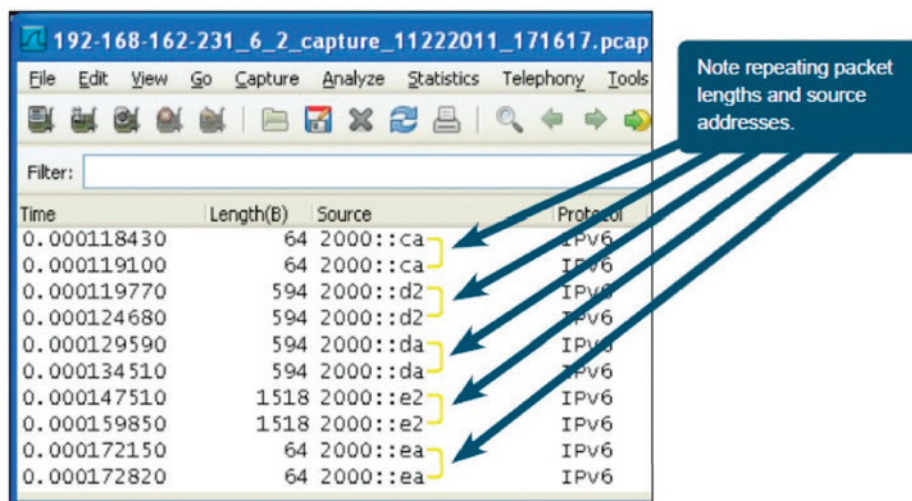 192-168-162-231_6_2_capture_11222011_171617.pcap
File Edit View Go Capture Analyze Statistics Telephony Tools
Filter:
Time Length(B) Source Protocol
0.000118430 64 2000::ca IPv6
0.000119100 64 2000::ca IPv6
0.000119770 594 2000::d2 IPv6
0.000124680 594 2000::d2 IPv6
0.000129590 594 2000::da IPv6
0.000134510 594 2000::da IPv6
0.000147510 1518 2000::e2 IPv6
0.000159850 1518 2000::e2 IPv6
0.000172150 64 2000::ea IPv6
0.000172820 64 2000::ea IPv6
Note repeating packet
lengths and source
addresses.